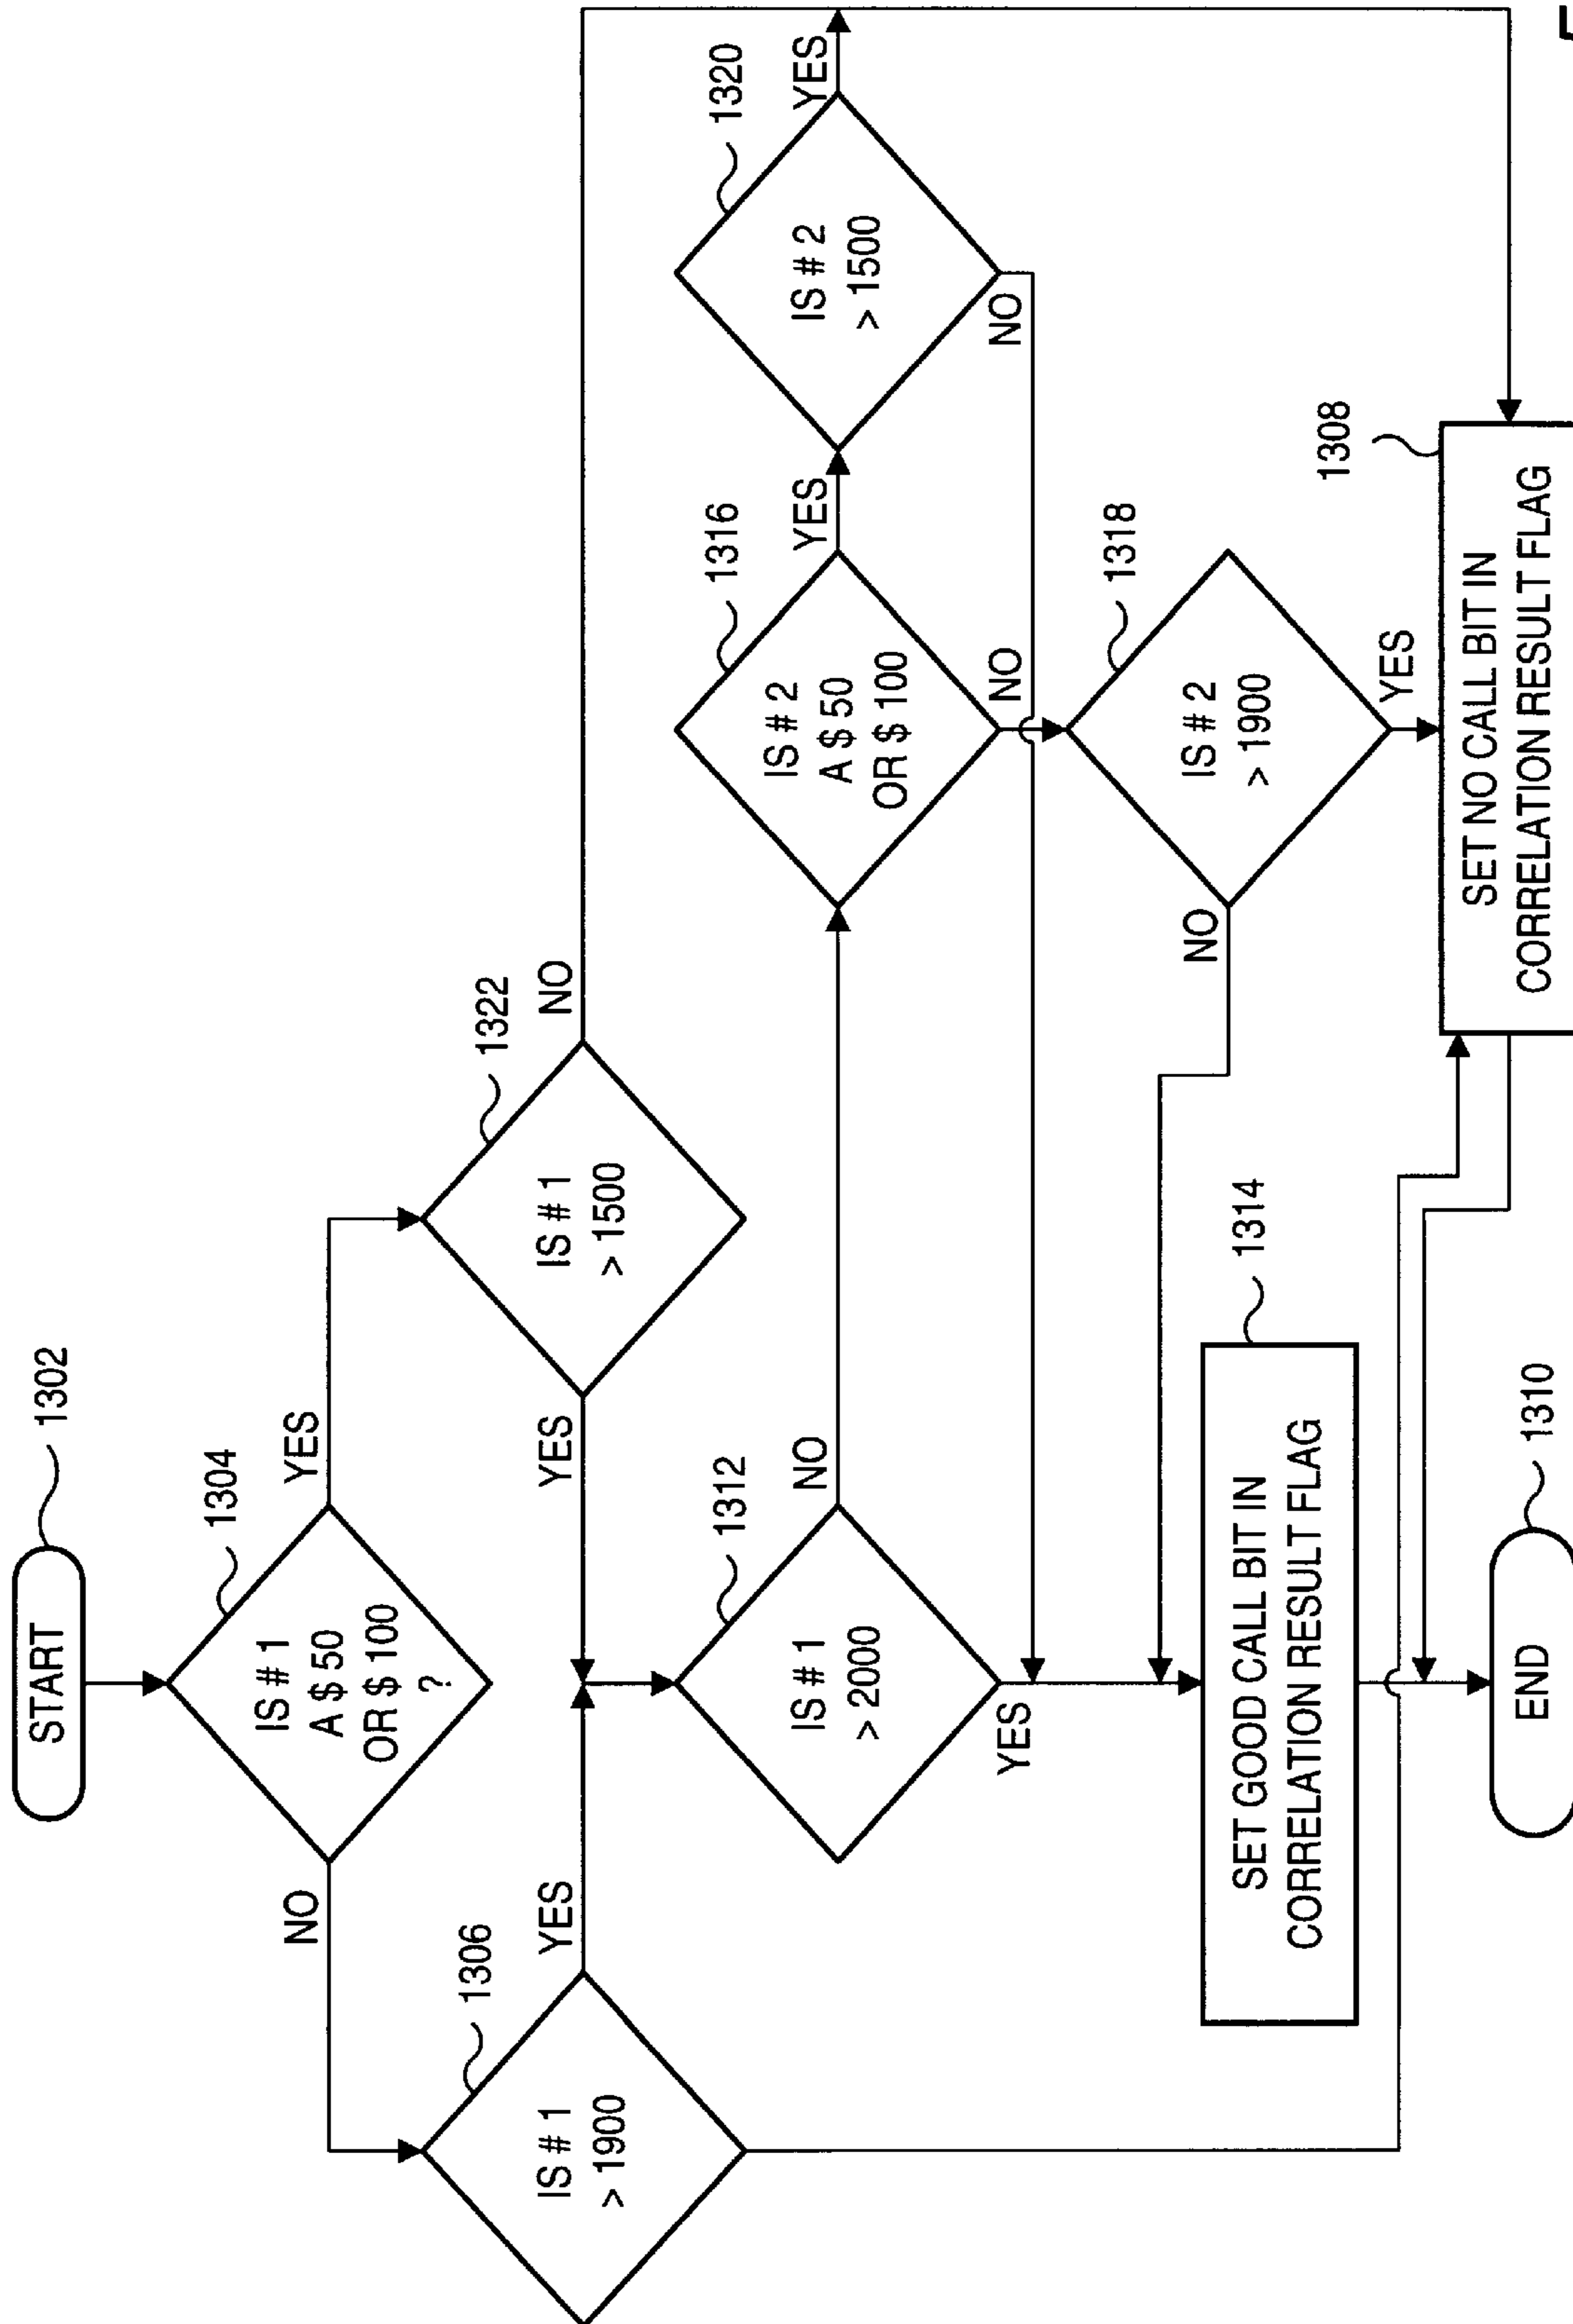 START
1302
IS # 1
A $ 50
OR $ 100
?
1304
NO
YES
IS # 1
> 1900
1306
YES
IS # 1
> 1500
1322
YES
NO
IS # 1
> 2000
1312
NO
YES
IS # 2
A $ 50
OR $ 100
1316
YES
NO
IS # 2
> 1500
1320
YES
NO
IS # 2
> 1900
1318
NO
YES
SET GOOD CALL BIT IN
CORRELATION RESULT FLAG
1314
SET NO CALL BIT IN
CORRELATION RESULT FLAG
1308
END
1310